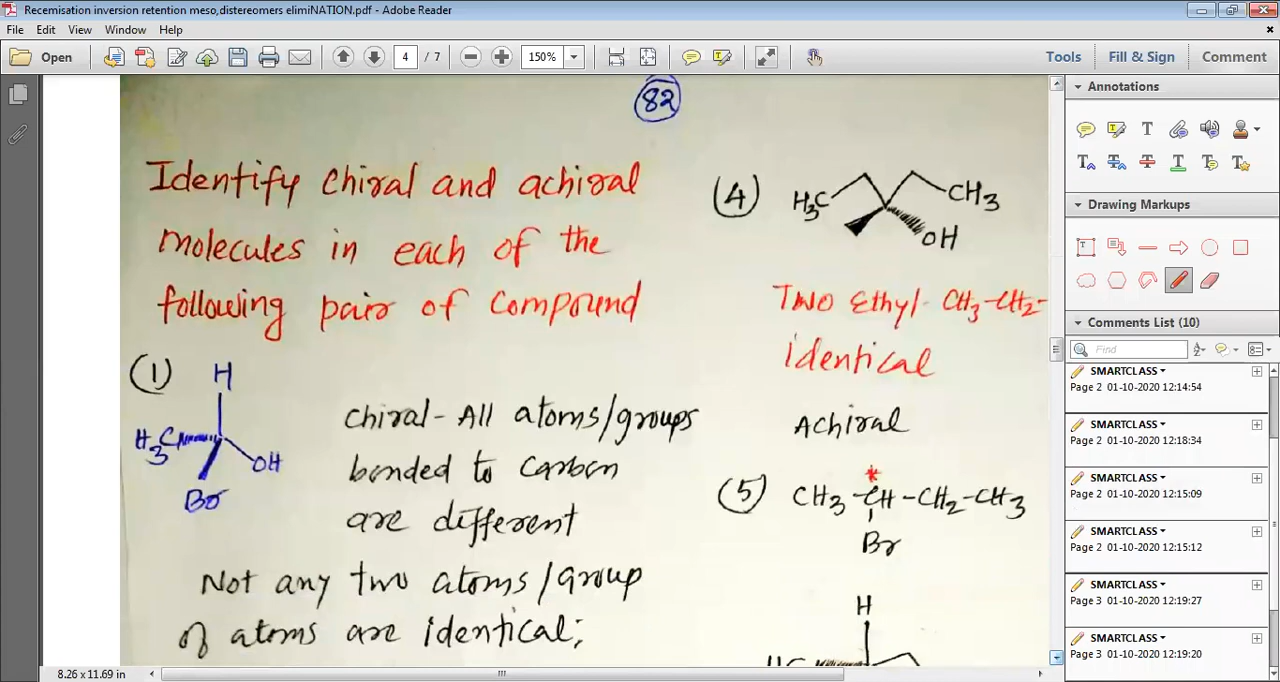 Recemisation inversion retention meso,distereomers elimiNATION.pdf - Adobe Reader
File Edit View Window Help
Open
4 / 7
150%
Tools Fill & Sign Comment
82
Identify Chiral and achiral
molecules in each of the
following pair of Compound
(1)
H
H3C
OH
Br
Chiral - All atoms/groups
bonded to Carbon
are different
Not any two atoms/group
of atoms are identical;
(4)
H3C
CH3
OH
Two Ethyl- CH3-CH2-
identical
Achiral
(5) CH3-CH-CH2-CH3
*
Br
H
Annotations
Drawing Markups
Comments List (10)
Find
SMARTCLASS
Page 2 01-10-2020 12:14:54
SMARTCLASS
Page 2 01-10-2020 12:18:34
SMARTCLASS
Page 2 01-10-2020 12:15:09
SMARTCLASS
Page 2 01-10-2020 12:15:12
SMARTCLASS
Page 3 01-10-2020 12:19:27
SMARTCLASS
Page 3 01-10-2020 12:19:20
8.26 x 11.69 in